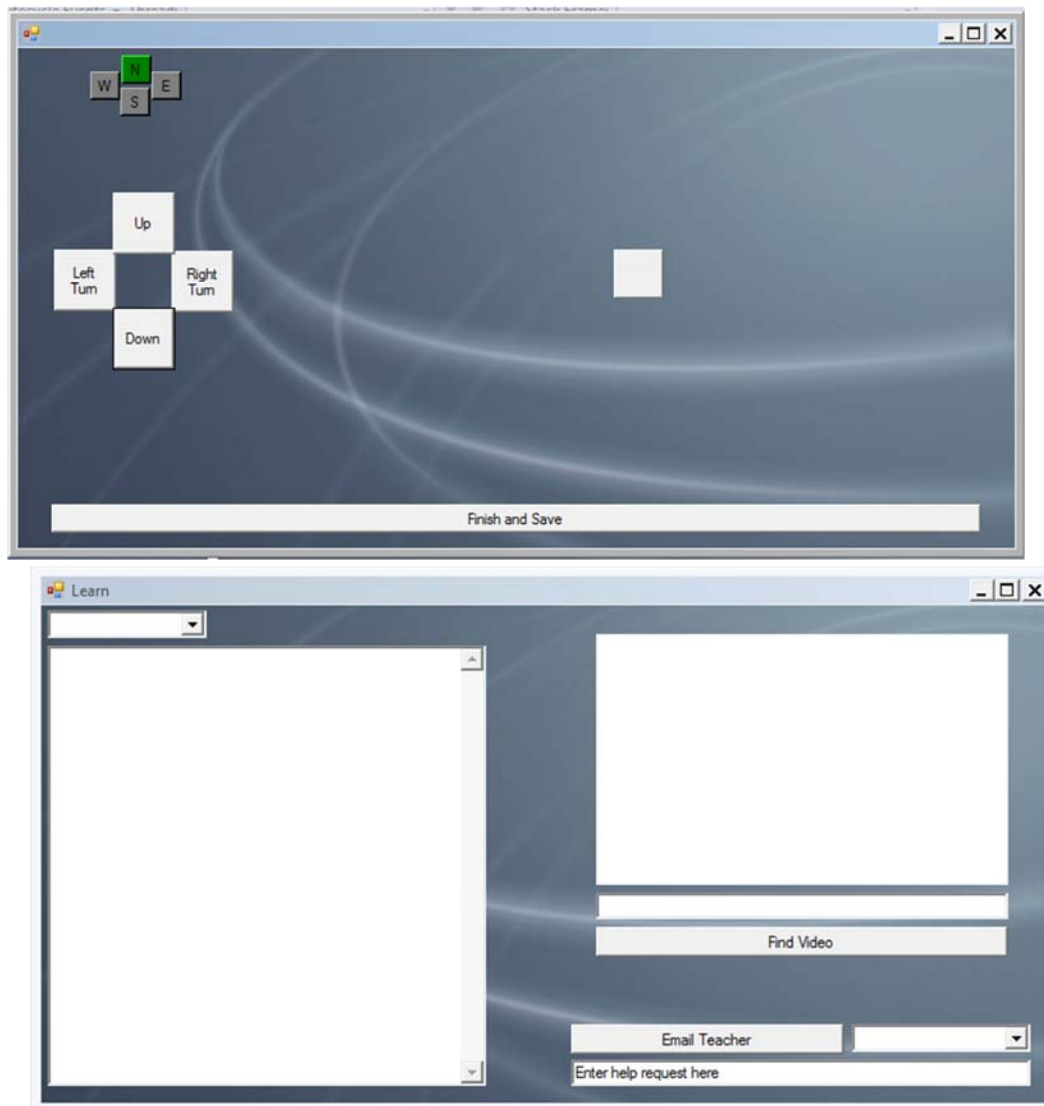 N
W
E
S
Up
Left
Turn
Right
Turn
Down
Finish and Save
Learn
Find Video
Email Teacher
Enter help request here